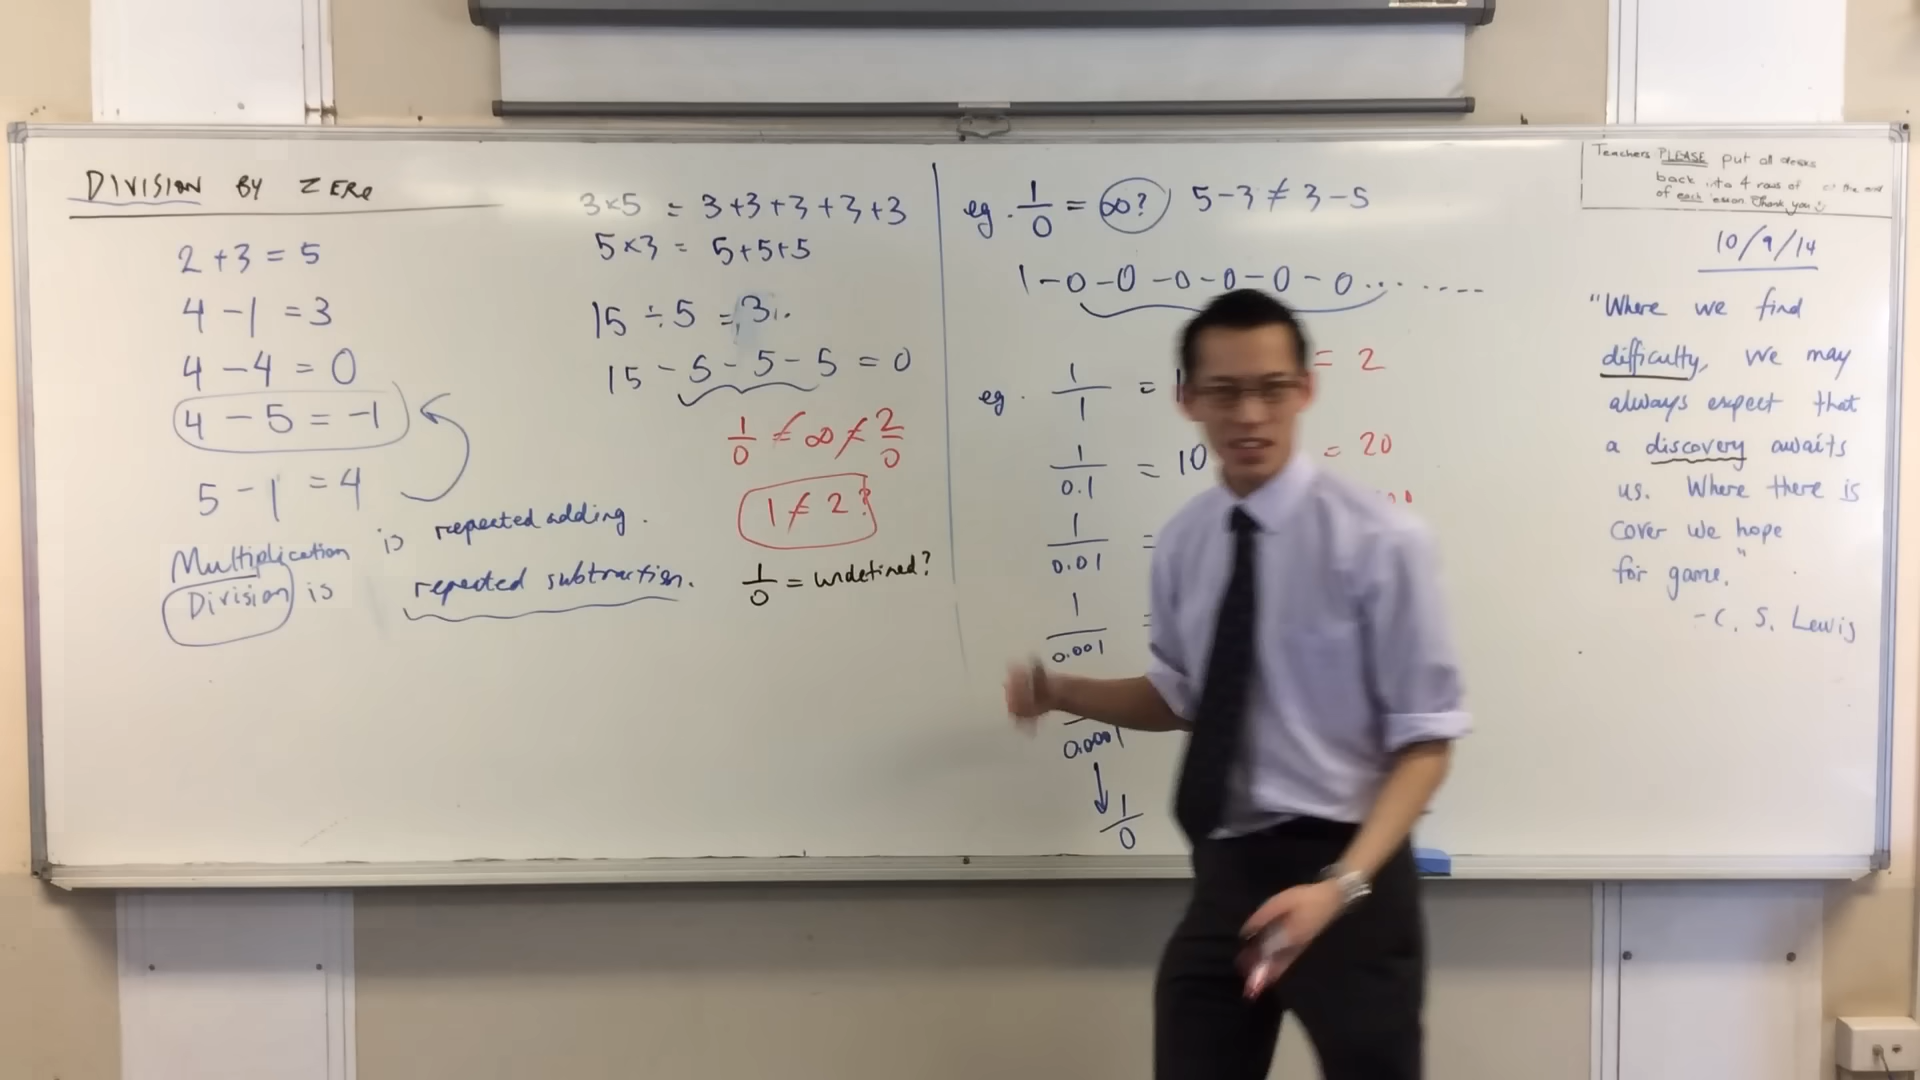 DIVISION BY ZERO
2 + 3 = 5
4 - 1 = 3
4 - 4 = 0
4 - 5 = -1
5 - 1 = 4
Multiplication is repeated adding.
Division is repeated subtraction.
3×5 = 3+3+3+3+3
5×3 = 5+5+5
15 ÷ 5 = 3
15 - 5 - 5 - 5 = 0
1/0 ≠ ∞ ≠ 2/0
1 ≠ 2?
1/0 = undefined?
eg. 1/0 = ∞? 5-3 ≠ 3-5
1-0-0-0-0-0-0.........
eg. 1/1 = 1 = 2
1/0.1 = 10 = 20
1/0.01 =
1/0.001 =
0.0001
↓
1/0
Teachers PLEASE put all desks
back into 4 rows of
of each lesson Thank you
10/9/14
"Where we find
difficulty, we may
always expect that
a discovery awaits
us. Where there is
cover we hope
for game."
- C. S. Lewis